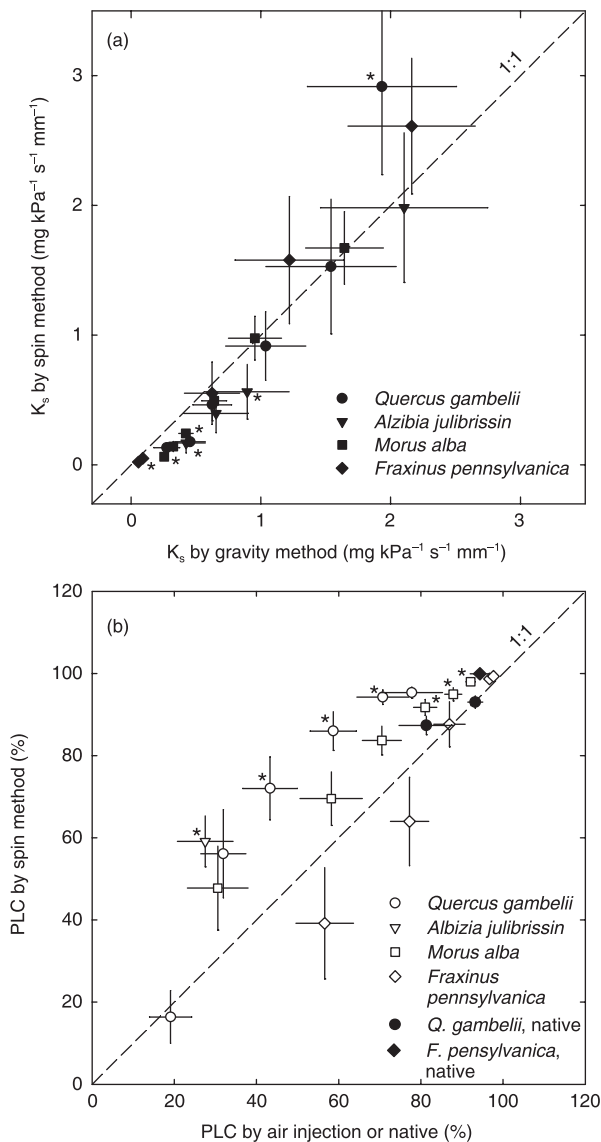 (a)
1:1
3
2
1
0
K_s by spin method (mg kPa⁻¹ s⁻¹ mm⁻¹)
*
*
*
*
*
*
Quercus gambelii
Alzibia julibrissin
Morus alba
Fraxinus pennsylvanica
0 1 2 3
K_s by gravity method (mg kPa⁻¹ s⁻¹ mm⁻¹)
(b)
1:1
120
100
80
60
40
20
0
PLC by spin method (%)
*
*
*
*
*
*
*
Quercus gambelii
Albizia julibrissin
Morus alba
Fraxinus
pennsylvanica
Q. gambelii, native
F. pensylvanica,
native
0 20 40 60 80 100 120
PLC by air injection or native (%)